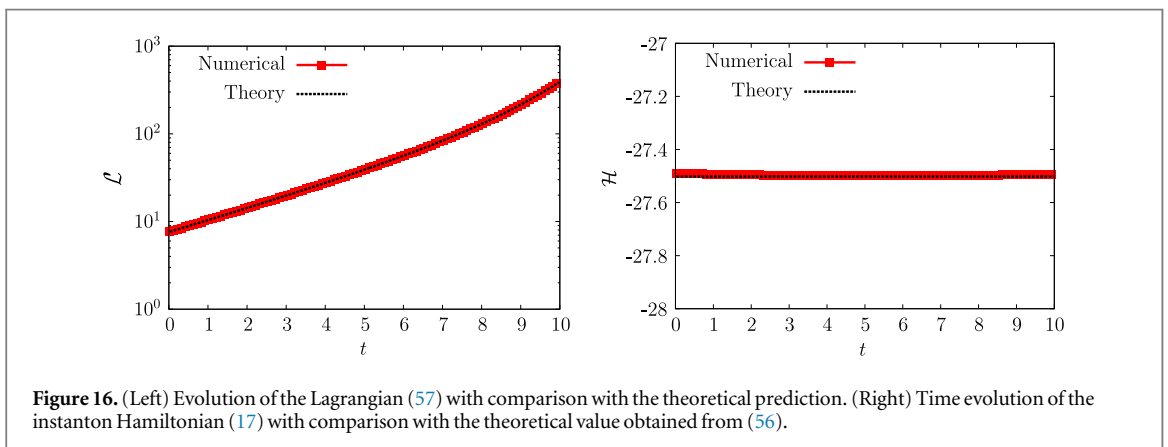 10³
10²
10¹
10⁰
ℒ
Numerical
Theory
0 1 2 3 4 5 6 7 8 9 10
t
-27
-27.2
-27.4
-27.6
-27.8
-28
ℋ
Numerical
Theory
0 1 2 3 4 5 6 7 8 9 10
t
Figure 16. (Left) Evolution of the Lagrangian (57) with comparison with the theoretical prediction. (Right) Time evolution of the
instanton Hamiltonian (17) with comparison with the theoretical value obtained from (56).